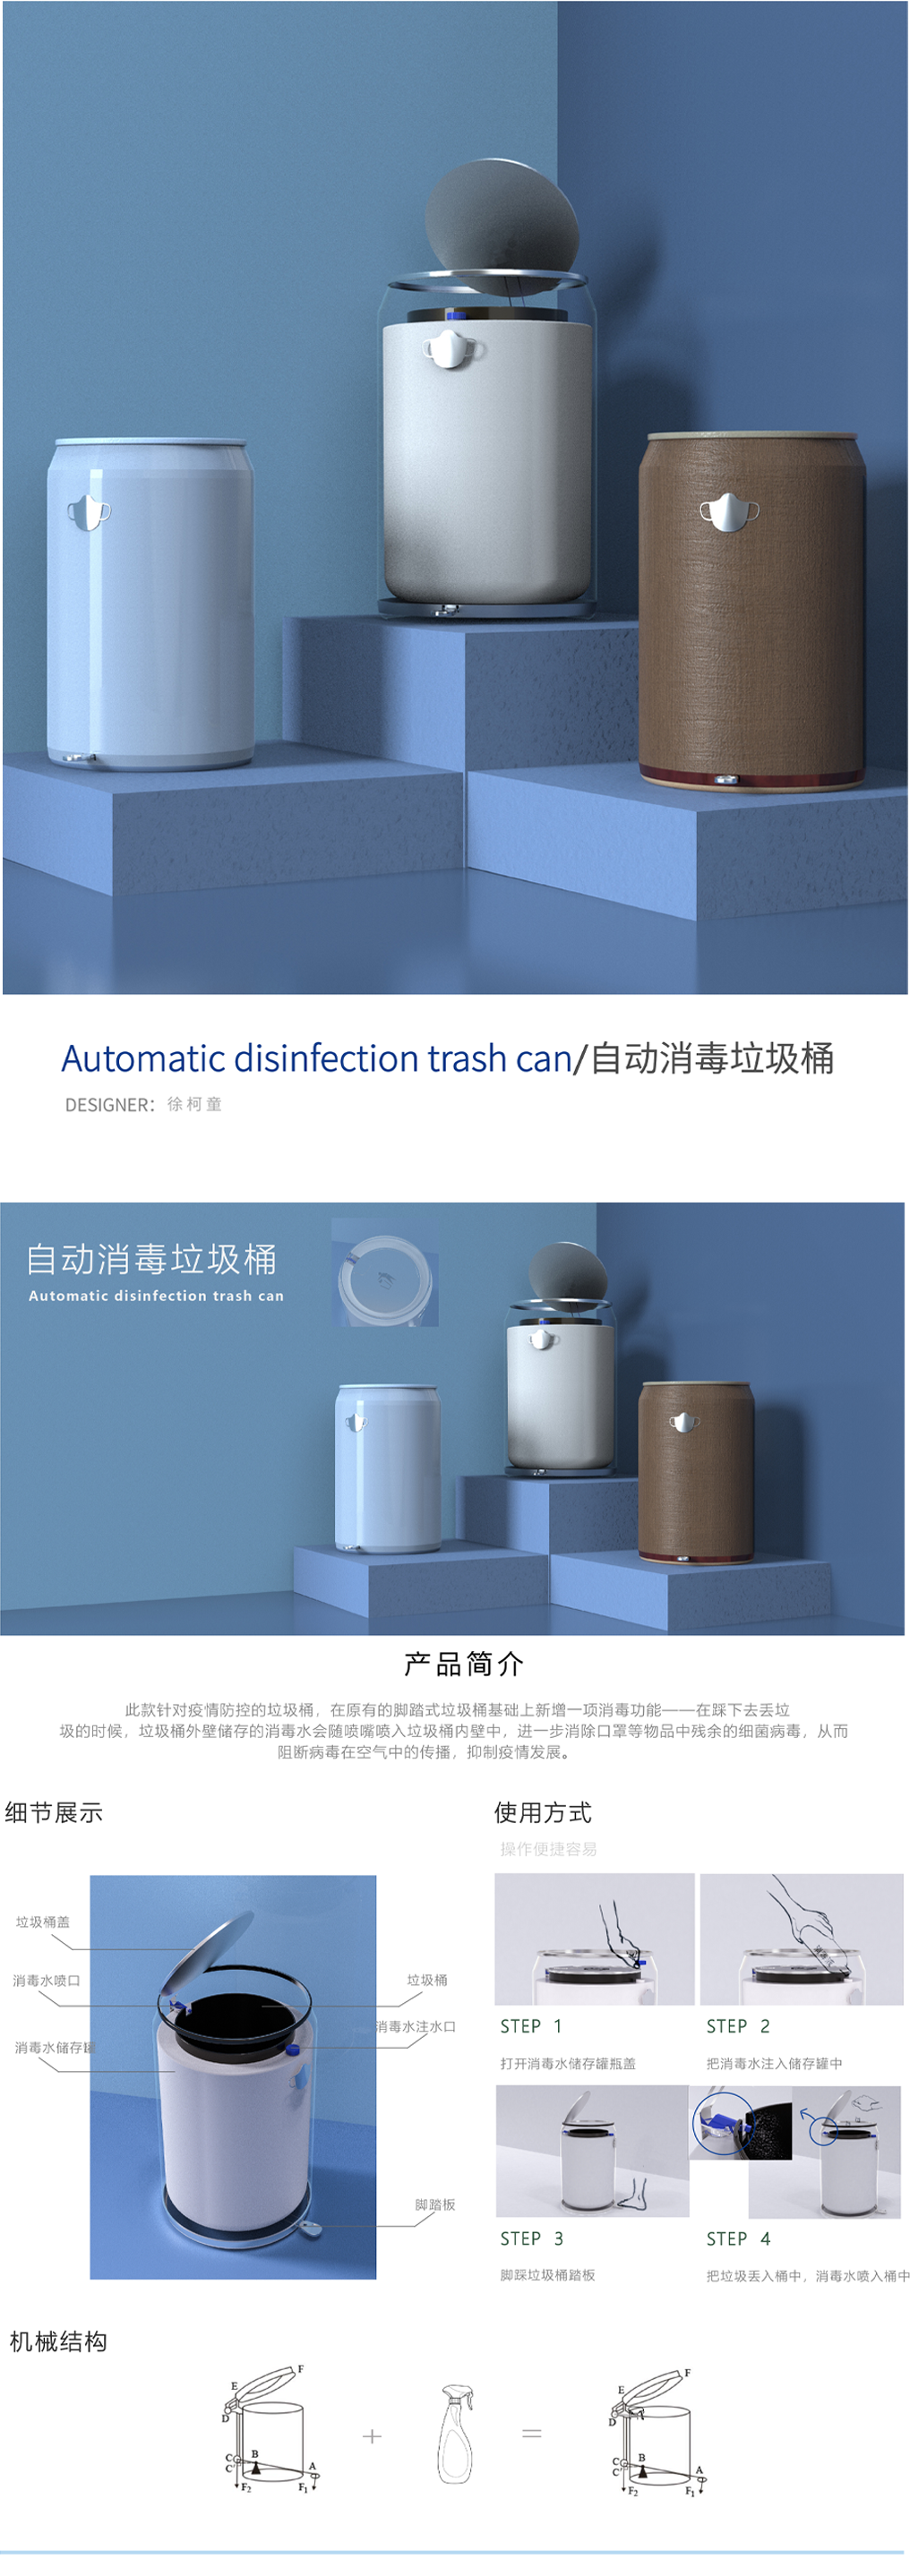 Automatic disinfection trash can/自动消毒垃圾桶
DESIGNER: 徐柯童
自动消毒垃圾桶
Automatic disinfection trash can
产品简介
此款针对疫情防控的垃圾桶，在原有的脚踏式垃圾桶基础上新增一项消毒功能——在踩下去丢垃
圾的时候，垃圾桶外壁储存的消毒水会随喷嘴喷入垃圾桶内壁中，进一步消除口罩等物品中残余的细菌病毒，从而
阻断病毒在空气中的传播，抑制疫情发展。
细节展示
垃圾桶盖
消毒水喷口
消毒水储存罐
垃圾桶
消毒水注水口
脚踏板
使用方式
操作便捷容易
STEP 1
打开消毒水储存罐瓶盖
STEP 2
把消毒水注入储存罐中
STEP 3
脚踩垃圾桶踏板
STEP 4
把垃圾丢入桶中，消毒水喷入桶中
机械结构
F
E
D
C
B
A
C'
F2
F1
+
=
F
E
D
C
B
A
C'
F2
F1